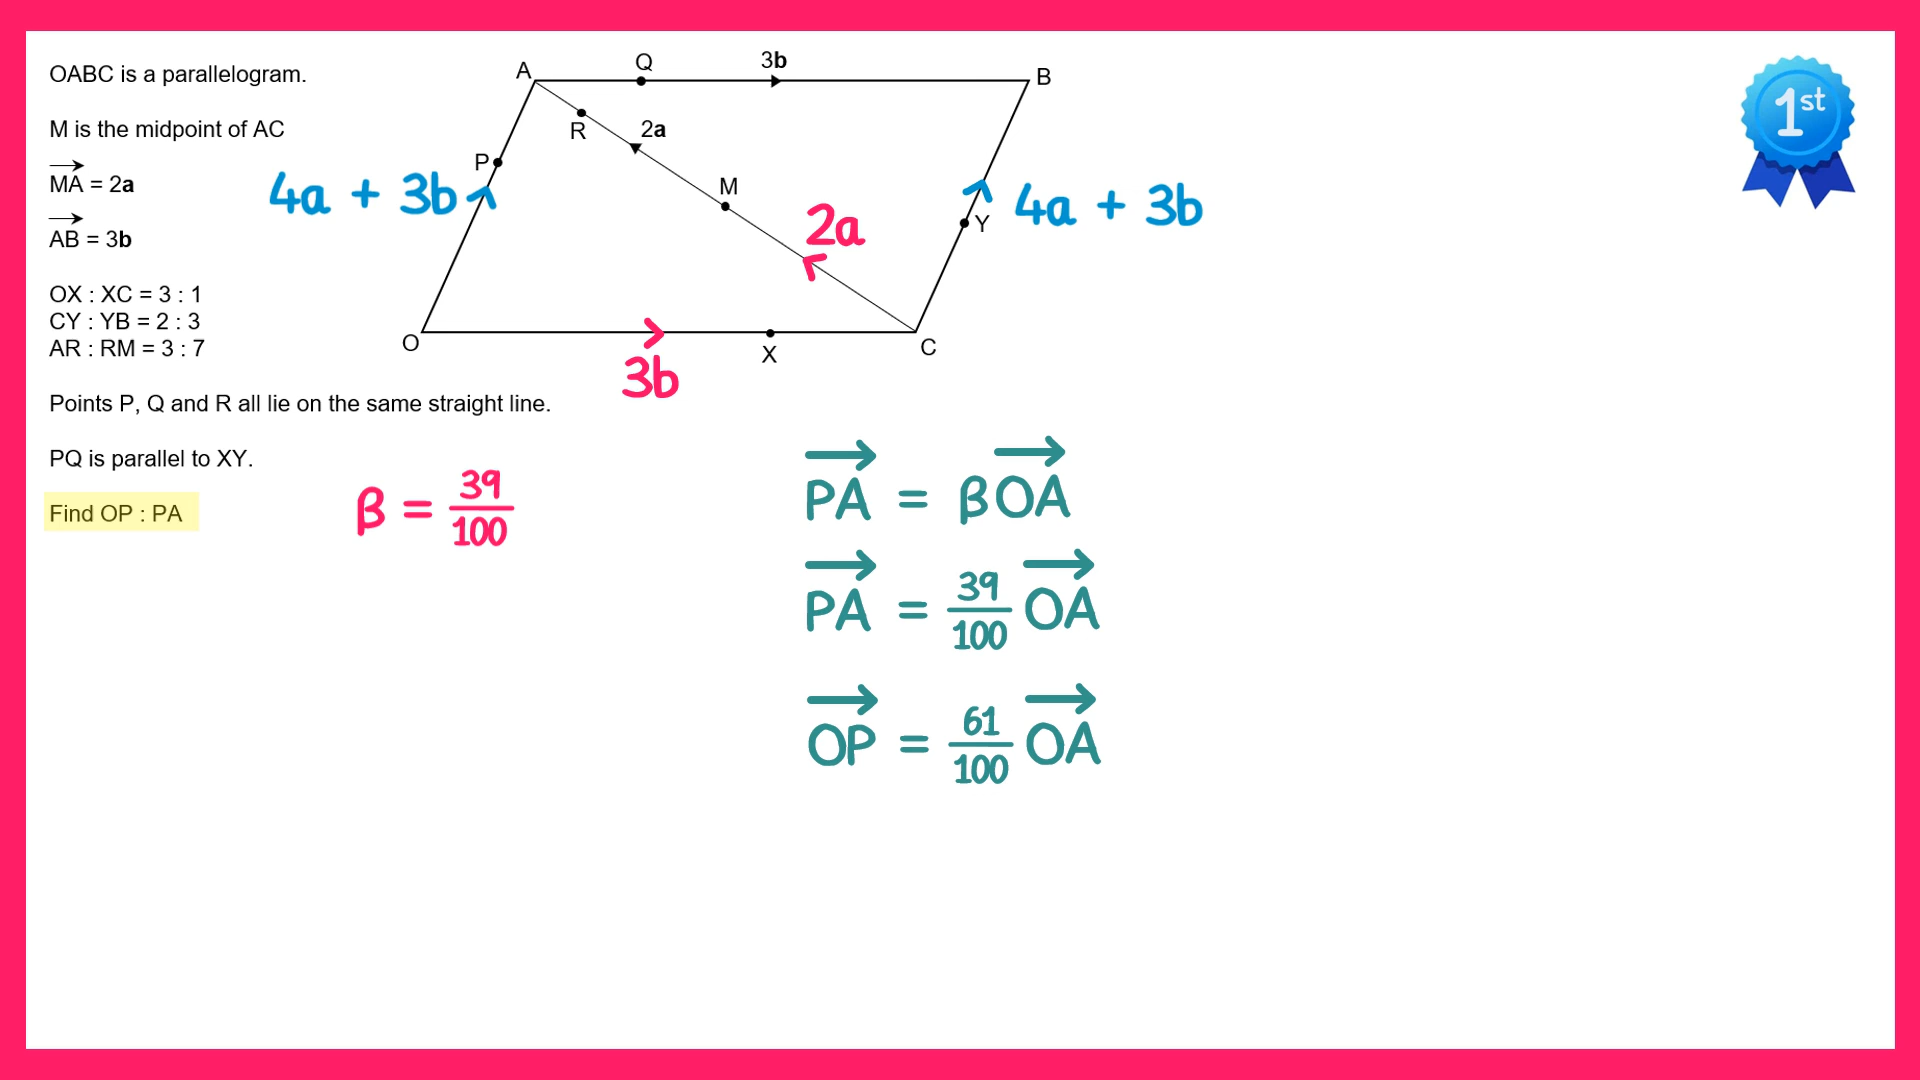 OABC is a parallelogram.
M is the midpoint of AC
MA = 2a
AB = 3b
OX : XC = 3 : 1
CY : YB = 2 : 3
AR : RM = 3 : 7
Points P, Q and R all lie on the same straight line.
PQ is parallel to XY.
Find OP : PA
A
Q
3b
B
R
2a
P
M
4a + 3b
2a
Y
4a + 3b
O
X
C
3b
1st
β = 39/100
PA = βOA
PA = 39/100 OA
OP = 61/100 OA